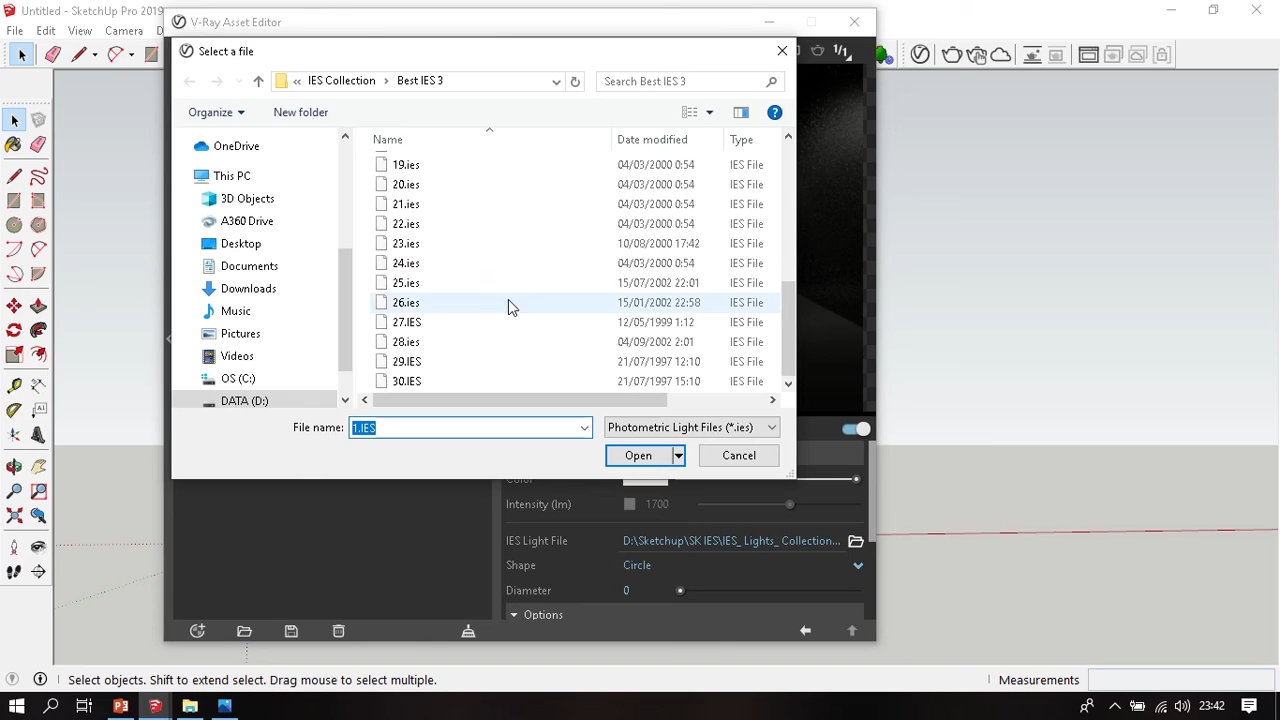 Untitled - SketchUp Pro 2019
V-Ray Asset Editor
File Edit View Camera
Select a file
1/1
« IES Collection Best IES 3
Search Best IES 3
Organize
New folder
Name Date modified Type
OneDrive
This PC
3D Objects
A360 Drive
Desktop
Documents
Downloads
Music
Pictures
Videos
OS (C:)
DATA (D:)
19.ies 04/03/2000 0:54 IES File
20.ies 04/03/2000 0:54 IES File
21.ies 04/03/2000 0:54 IES File
22.ies 04/03/2000 0:54 IES File
23.ies 10/08/2000 17:42 IES File
24.ies 04/03/2000 0:54 IES File
25.ies 15/07/2002 22:01 IES File
26.ies 15/01/2002 22:58 IES File
27.IES 12/05/1999 1:12 IES File
28.ies 04/09/2002 2:01 IES File
29.IES 21/07/1997 12:10 IES File
30.IES 21/07/1997 15:10 IES File
File name: 1.IES
Photometric Light Files (*.ies)
Open
Cancel
Color
Intensity (lm) 1700
IES Light File D:\Sketchup\SK IES\IES_ Lights_ Collection...
Shape Circle
Diameter 0
Options
Select objects. Shift to extend select. Drag mouse to select multiple.
Measurements
23:42